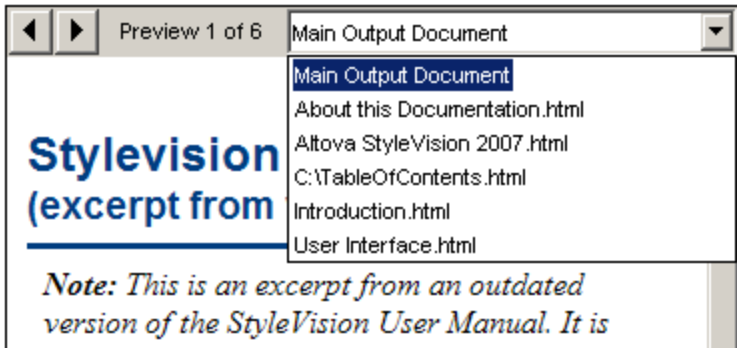 Preview 1 of 6 Main Output Document
Main Output Document
About this Documentation.html
Altova StyleVision 2007.html
C:\TableOfContents.html
Introduction.html
User Interface.html
Stylevision
(excerpt from
Note: This is an excerpt from an outdated
version of the StyleVision User Manual. It is